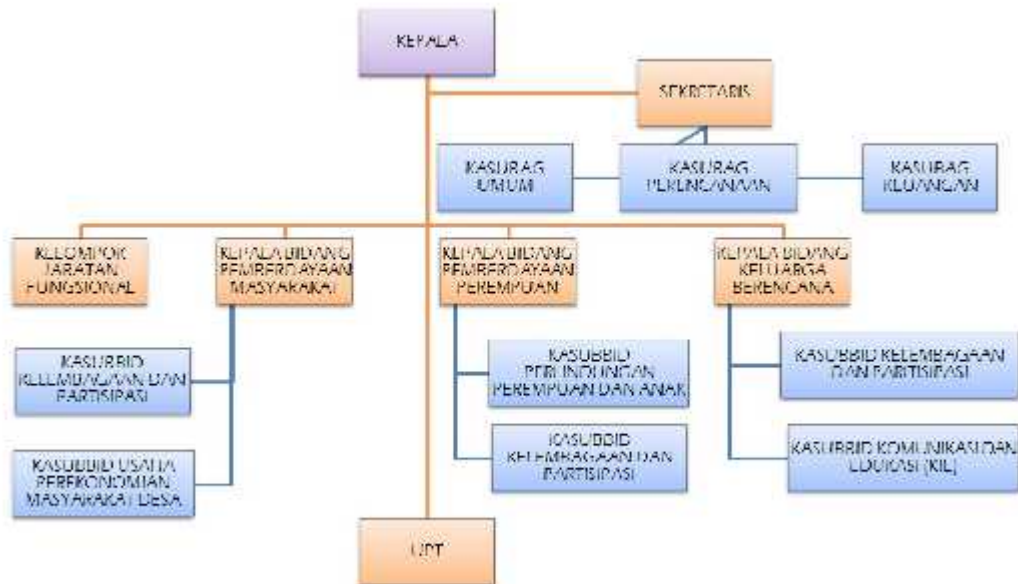 KEPALA
SEKRETARIS
KASUBAG
UMUM
KASUBAG
PERENCANAAN
KASUBAG
KEUANGAN
KELOMPOK
JABATAN
FUNGSIONAL
KEPALA BIDANG
PEMBERDAYAAN
MASYARAKAT
KEPALA BIDANG
PEMBERDAYAAN
PEREMPUAN
KEPALA BIDANG
KELUARGA
BERENCANA
KASUBBID
KELEMBAGAAN DAN
PARTISIPASI
KASUBBID
PERLINDUNGAN
PEREMPUAN DAN ANAK
KASUBBID KELEMBAGAAN
DAN PARITISIPASI
KASUBBID USAHA
PEREKONOMIAN
MASYARAKAT DESA
KASUBBID
KELEMBAGAAN DAN
PARTISIPASI
KASUBBID KOMUNIKASI DAN
EDUKASI (KIE)
UPT